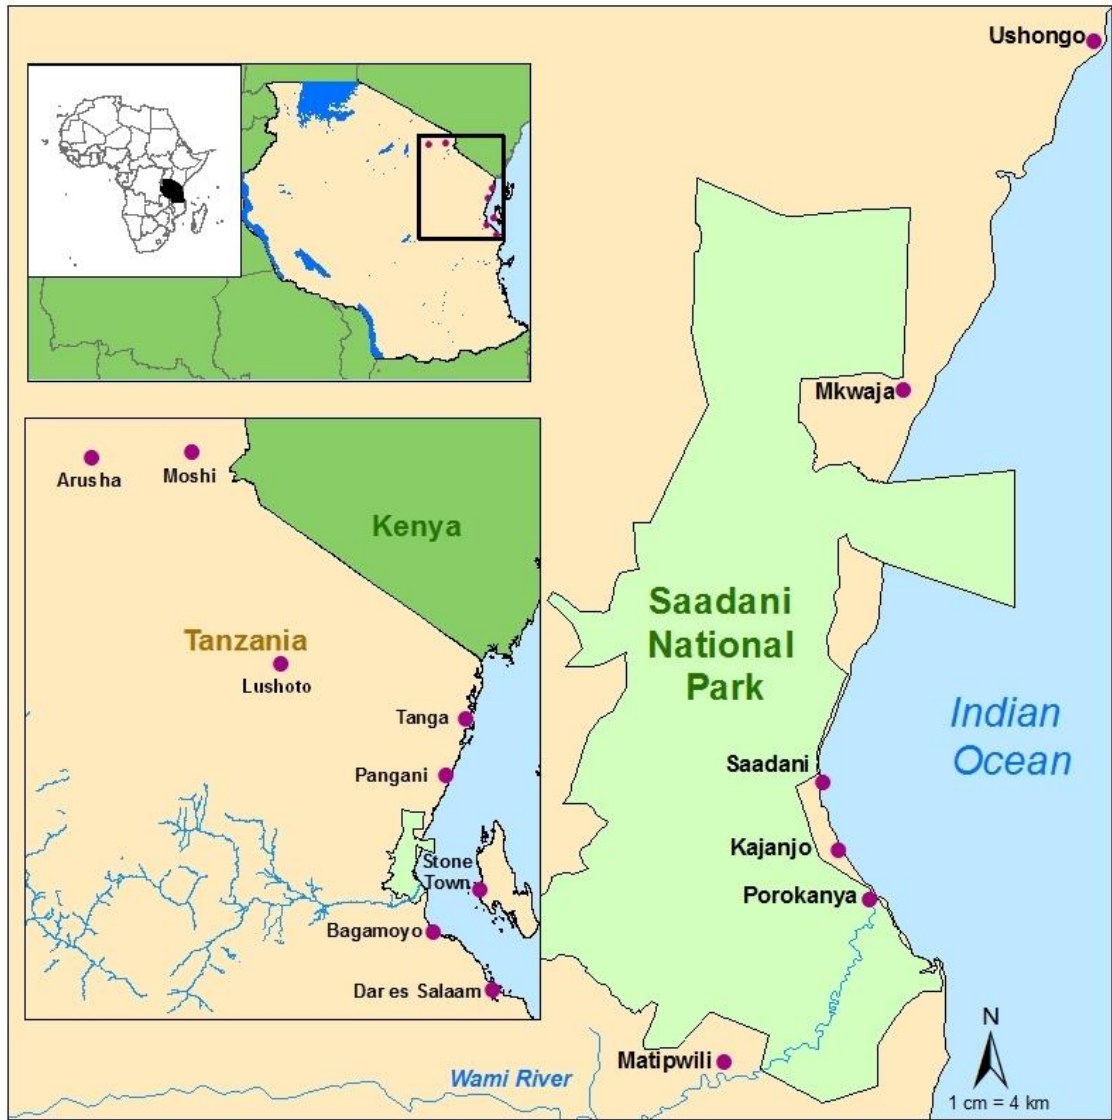 Ushongo
Mkwaja
Arusha
Moshi
Kenya
Tanzania
Lushoto
Tanga
Pangani
Stone
Town
Bagamoyo
Dar es Salaam
Saadani
National
Park
Indian
Ocean
Saadani
Kajanjo
Porokanya
Matipwili
Wami River
N
1 cm = 4 km